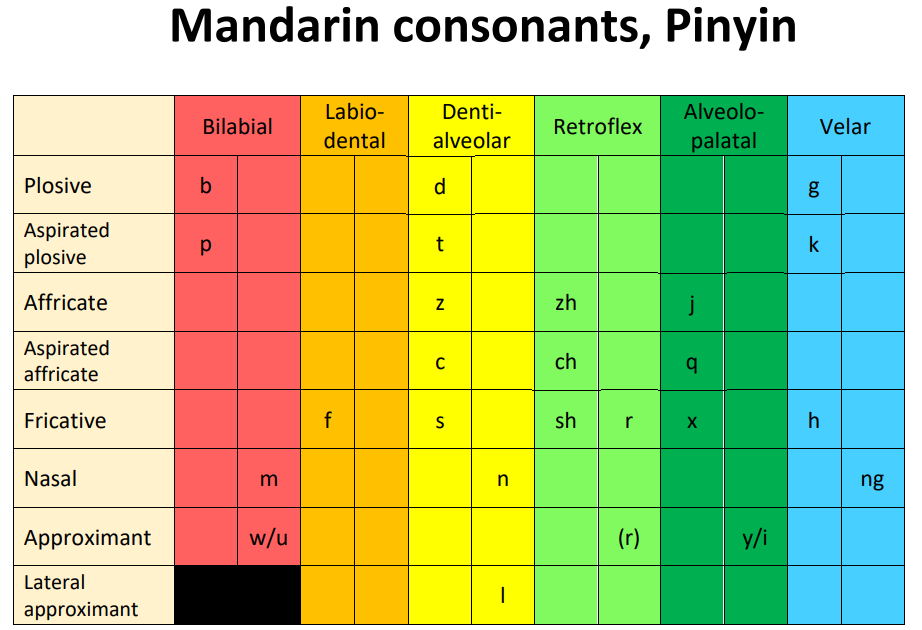 Mandarin consonants, Pinyin
Bilabial Labio-dental Denti-alveolar Retroflex Alveolo-palatal Velar
Plosive b d g
Aspirated plosive p t k
Affricate z zh j
Aspirated affricate c ch q
Fricative f s sh r x h
Nasal m n ng
Approximant w/u (r) y/i
Lateral approximant l